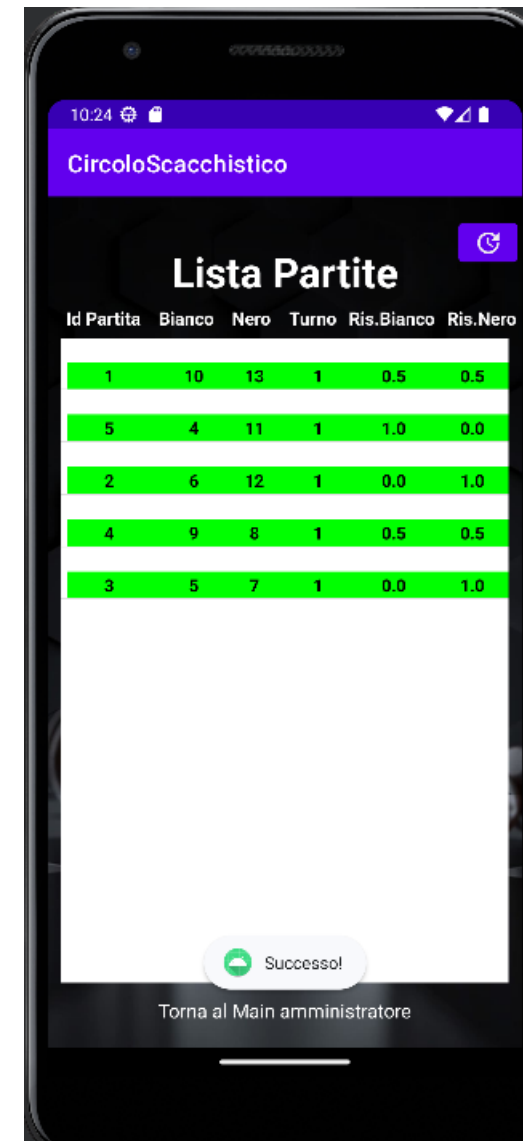 10:24
CircoloScacchistico
Lista Partite
Id Partita Bianco Nero Turno Ris.Bianco Ris.Nero
1 10 13 1 0.5 0.5
5 4 11 1 1.0 0.0
2 6 12 1 0.0 1.0
4 9 8 1 0.5 0.5
3 5 7 1 0.0 1.0
Successo!
Torna al Main amministratore